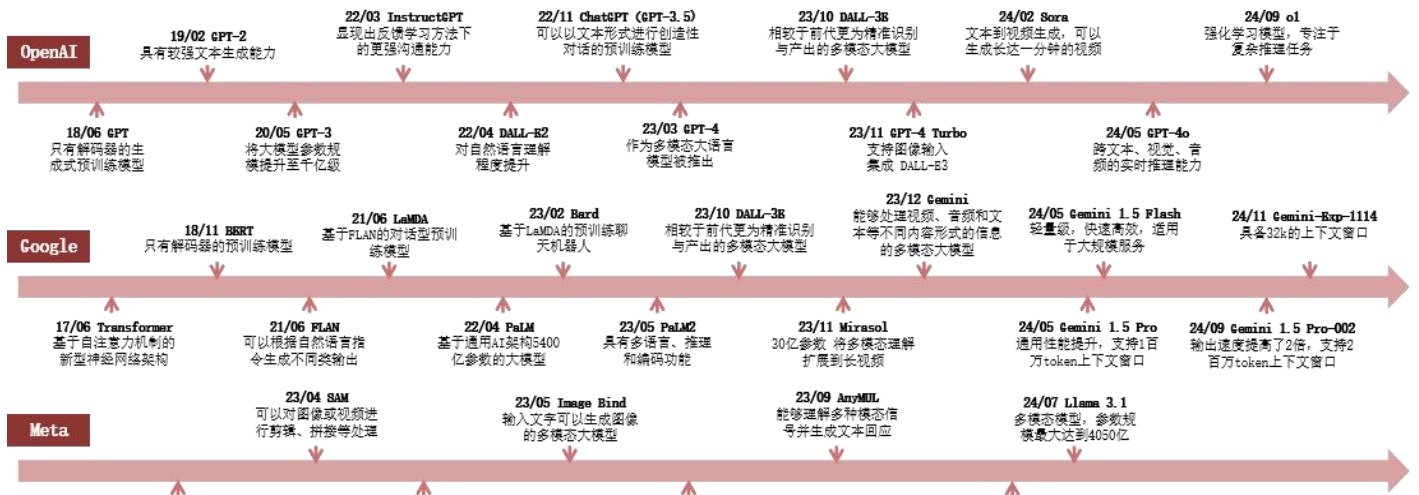 OpenAI
19/02 GPT-2
具有较强文本生成能力
22/03 InstructGPT
显现出反馈学习方法下
的更强沟通能力
22/11 ChatGPT (GPT-3.5)
可以以文本形式进行创造性
对话的预训练模型
23/10 DALL-3E
相较于前代更为精准识别
与产出的多模态大模型
24/02 Sora
文本到视频生成，可以
生成长达一分钟的视频
24/09 o1
强化学习模型，专注于
复杂推理任务
18/06 GPT
只有解码器的生
成式预训练模型
20/05 GPT-3
将大模型参数规
模提升至千亿级
22/04 DALL-E2
对自然语言理解
程度提升
23/03 GPT-4
作为多模态大语言
模型被推出
23/11 GPT-4 Turbo
支持图像输入
集成 DALL-E3
24/05 GPT-4o
跨文本、视觉、音
频的实时推理能力
Google
18/11 BERT
只有解码器的预训练模型
21/06 LaMDA
基于FLAN的对话型预训
练模型
23/02 Bard
基于LaMDA的预训练聊
天机器人
23/10 DALL-3E
相较于前代更为精准识别
与产出的多模态大模型
23/12 Gemini
能够处理视频、音频和文
本等不同内容形式的信息
的多模态大模型
24/05 Gemini 1.5 Flash
轻量级，快速高效，适用
于大规模服务
24/11 Gemini-Exp-1114
具备32k的上下文窗口
17/06 Transformer
基于自注意力机制的
新型神经网络架构
21/06 FLAN
可以根据自然语言指
令生成不同类输出
22/04 PaLM
基于通用AI架构5400
亿参数的大模型
23/05 PaLM2
具有多语言、推理
和编码功能
23/11 Mirasol
30亿参数 将多模态理解
扩展到长视频
24/05 Gemini 1.5 Pro
通用性能提升，支持1百
万token上下文窗口
24/09 Gemini 1.5 Pro-002
输出速度提高了2倍，支持2
百万token上下文窗口
Meta
23/04 SAM
可以对图像或视频进
行剪辑、拼接等处理
23/05 Image Bind
输入文字可以生成图像
的多模态大模型
23/09 AnyMUL
能够理解多种模态信
号并生成文本回应
24/07 Llama 3.1
多模态模型，参数规
模最大达到4050亿